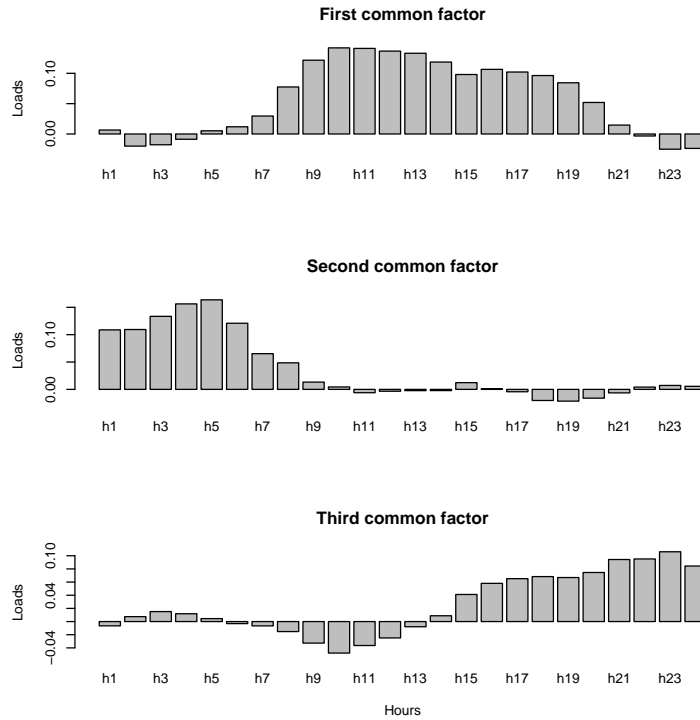 First common factor
Loads
0.10
0.00
h1 h3 h5 h7 h9 h11 h13 h15 h17 h19 h21 h23
Second common factor
Loads
0.10
0.00
h1 h3 h5 h7 h9 h11 h13 h15 h17 h19 h21 h23
Third common factor
Loads
0.10
0.04
−0.04
h1 h3 h5 h7 h9 h11 h13 h15 h17 h19 h21 h23
Hours